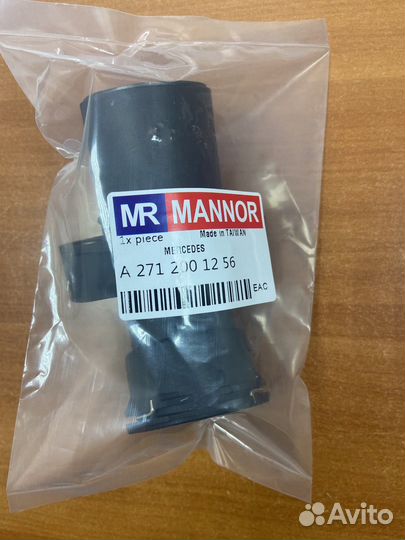 MR MANNOR
1x piece Made in TAIWAN
MERCEDES
A 271 200 12 56
EAC
Avito